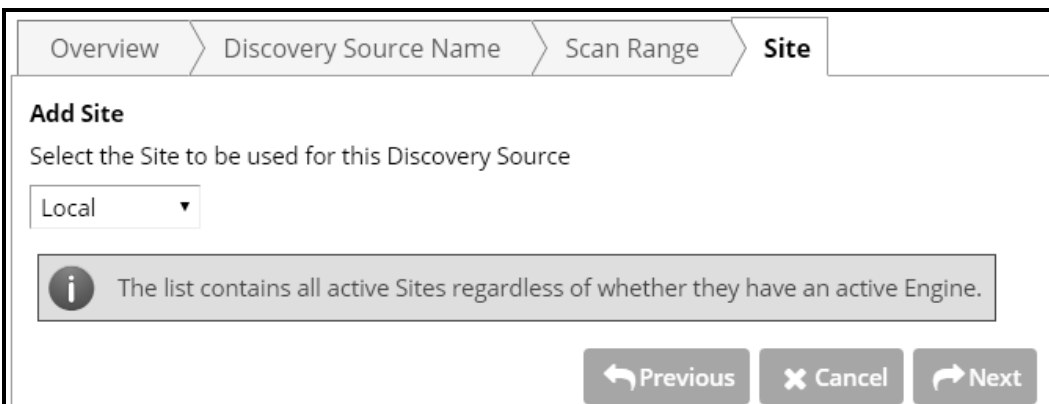 Overview Discovery Source Name Scan Range Site
Add Site
Select the Site to be used for this Discovery Source
Local
The list contains all active Sites regardless of whether they have an active Engine.
Previous Cancel Next